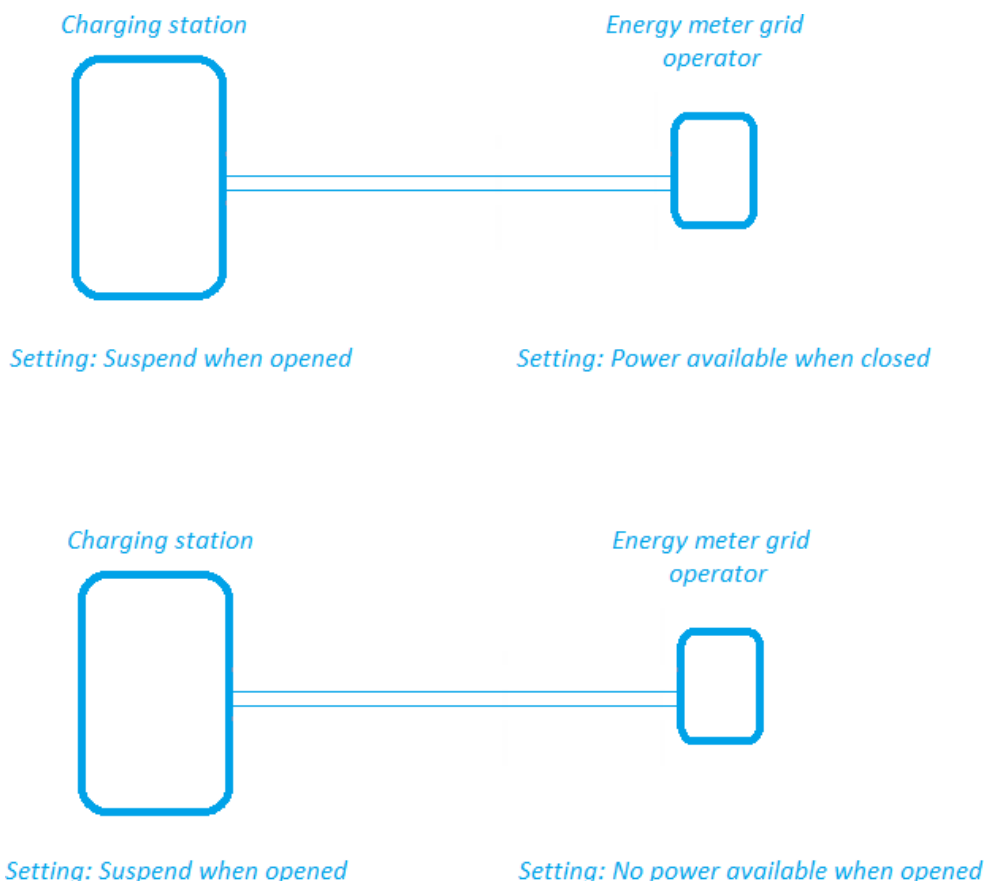 Charging station
Energy meter grid
operator
Setting: Suspend when opened
Setting: Power available when closed
Charging station
Energy meter grid
operator
Setting: Suspend when opened
Setting: No power available when opened